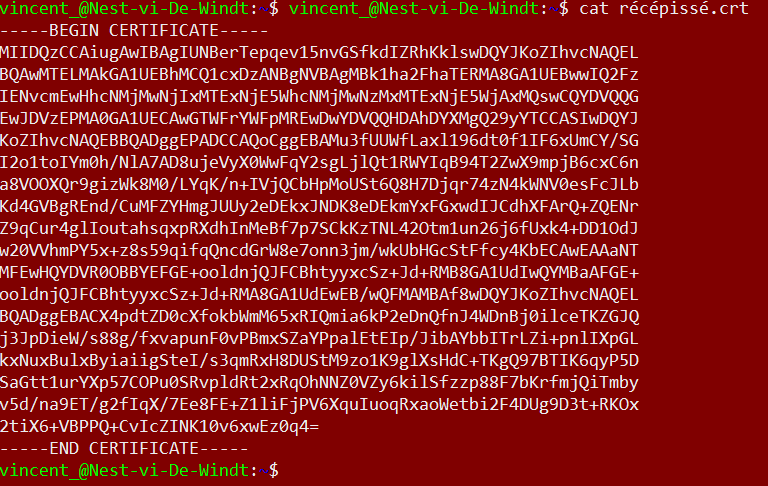 vincent_@Nest-vi-De-Windt:~$ vincent_@Nest-vi-De-Windt:~$ cat récépissé.crt
-----BEGIN CERTIFICATE-----
MIIDQzCCAiugAwIBAgIUNBerTepqev15nvGSfkdIZRhKklswDQYJKoZIhvcNAQEL
BQAwMTELMAkGA1UEBhMCQ1cxDzANBgNVBAgMBk1ha2FhaTERMA8GA1UEBwwIQ2Fz
IENvcmEwHhcNMjMwNjIxMTExNjE5WhcNMjMwNzMxMTExNjE5WjAxMQswCQYDVQQG
EwJDVzEPMA0GA1UECAwGTWFrYWFpMREwDwYDVQQHDAhDYXMgQ29yYTCCASIwDQYJ
KoZIhvcNAQEBBQADggEPADCCAQoCggEBAMu3fUUWfLaxl196dt0f1IF6xUmCY/SG
I2o1toIYm0h/NlA7AD8ujeVyX0WwFqY2sgLjlQt1RWYIqB94T2ZwX9mpjB6cxC6n
a8VOOXQr9gizWk8M0/LYqK/n+IVjQCbHpMoUSt6Q8H7Djqr74zN4kWNV0esFcJLb
Kd4GVBgREnd/CuMFZYHmgJUUy2eDEkxJNDK8eDEkmYxFGxwdIJCdhXFArQ+ZQENr
Z9qCur4glIoutahsqxpRXdhInMeBf7p7SCkKzTNL42Otm1un26j6fUxk4+DD1OdJ
w20VVhmPY5x+z8s59qifqQncdGrW8e7onn3jm/wkUbHGcStFfcy4KbECAwEAAaNT
MFEwHQYDVR0OBBYEFGE+ooldnjQJFCBhtyyxcSz+Jd+RMB8GA1UdIwQYMBaAFGE+
ooldnjQJFCBhtyyxcSz+Jd+RMA8GA1UdEwEB/wQFMAMBAf8wDQYJKoZIhvcNAQEL
BQADggEBACX4pdtZD0cXfokbWmM65xRIQmia6kP2eDnQfnJ4WDnBj0ilceTKZGJQ
j3JpDieW/s88g/fxvapunF0vPBmxSZaYPpalEtEIp/JibAYbbITrLZi+pnlIXpGL
kxNuxBulxByiaiigSteI/s3qmRxH8DUStM9zo1K9glXsHdC+TKgQ97BTIK6qyP5D
SaGtt1urYXp57COPu0SRvpldRt2xRqOhNNZ0VZy6kilSfzzp88F7bKrfmjQiTmby
v5d/na9ET/g2fIqX/7Ee8FE+Z1liFjPV6XquIuoqRxaoWetbi2F4DUg9D3t+RKOx
2tiX6+VBPPQ+CvIcZINK10v6xwEz0q4=
-----END CERTIFICATE-----
vincent_@Nest-vi-De-Windt:~$